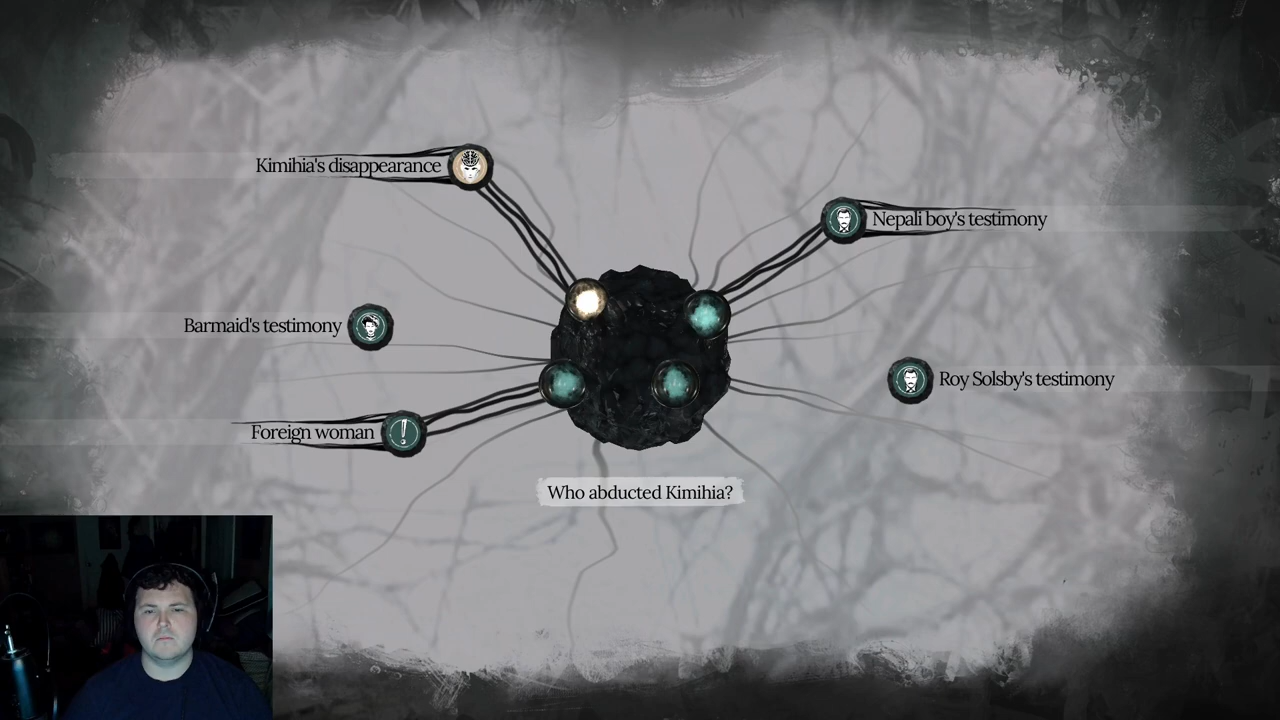 Kimihia's disappearance
Nepali boy's testimony
Barmaid's testimony
Roy Solsby's testimony
Foreign woman
Who abducted Kimihia?